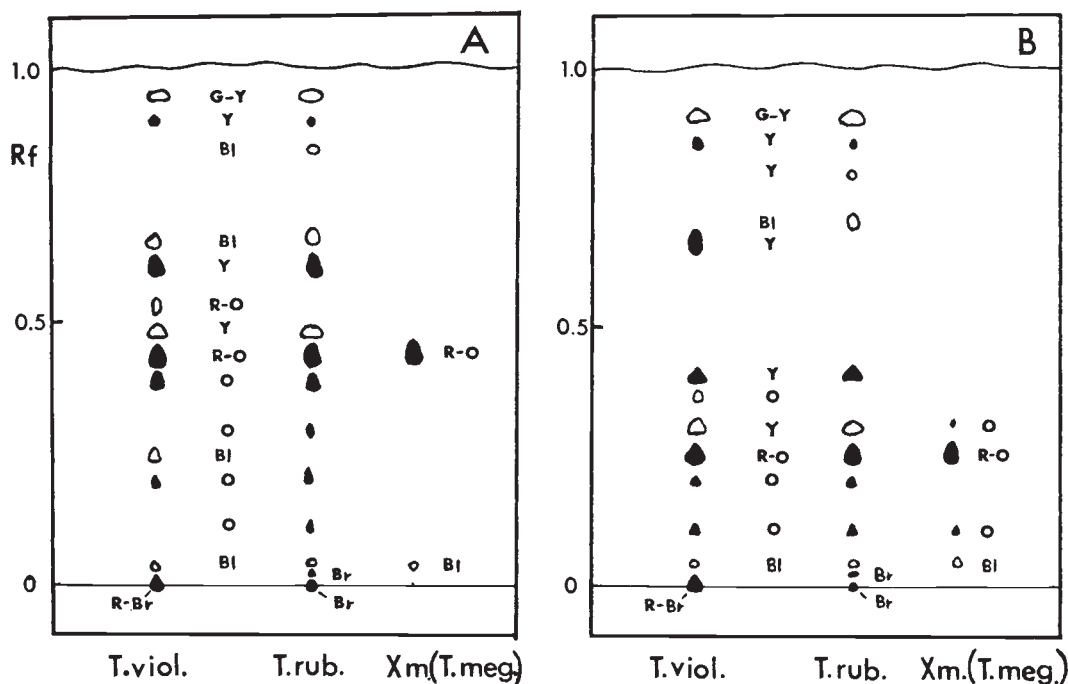 A
1.0
G-Y
Y
Rf
Bl
Bl
Y
R-O
0.5
Y
R-O R-O
O
O
Bl
O
O
Bl Bl
Br
0
R-Br Br
T.viol. T.rub. Xm.(T.meg.)
B
1.0
G-Y
Y
Y
Bl
Y
0.5
Y
O
Y O
R-O R-O
O
O O
Bl Bl
Br
0
R-Br Br
T.viol. T.rub. Xm.(T.meg.)